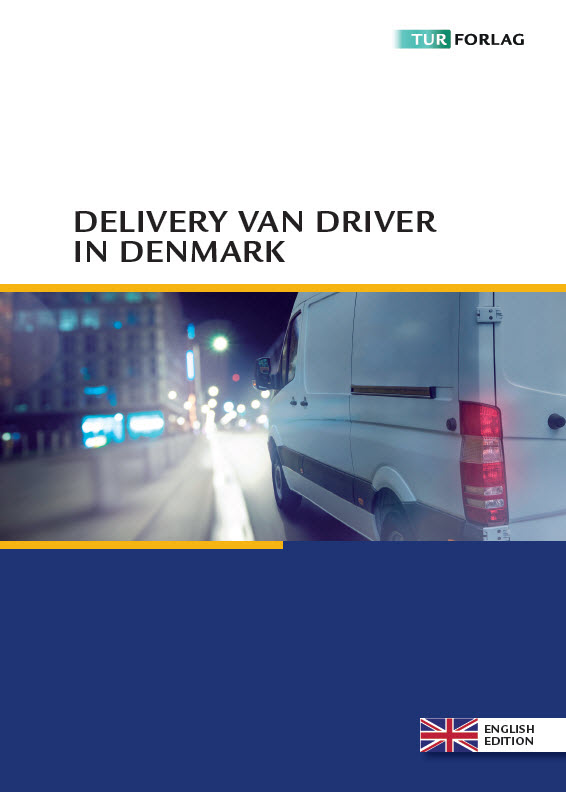 TUR FORLAG
DELIVERY VAN DRIVER
IN DENMARK
ENGLISH
EDITION